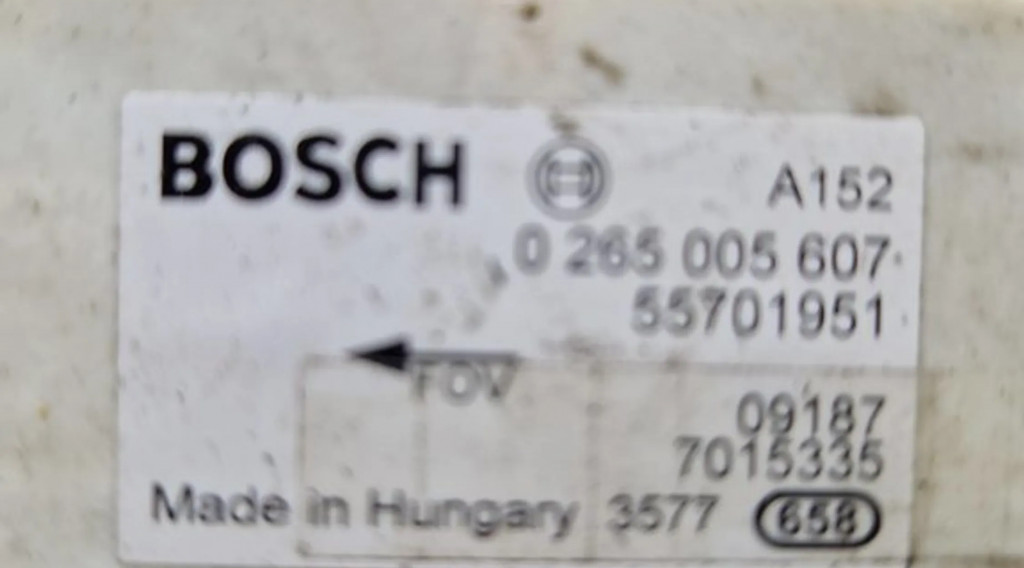 BOSCH A152
0 265 005 607
55701951
FOV
09187
7015335
Made in Hungary 3577 658